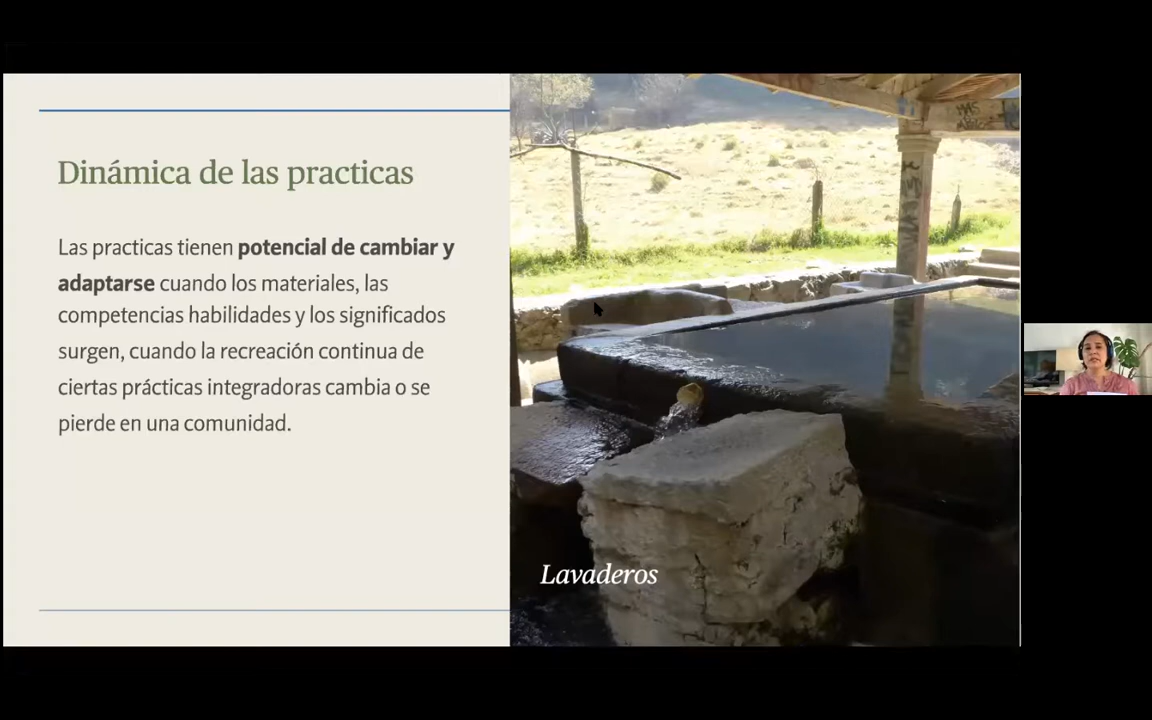 Dinámica de las practicas
Las practicas tienen potencial de cambiar y
adaptarse cuando los materiales, las
competencias habilidades y los significados
surgen, cuando la recreación continua de
ciertas prácticas integradoras cambia o se
pierde en una comunidad.
Lavaderos